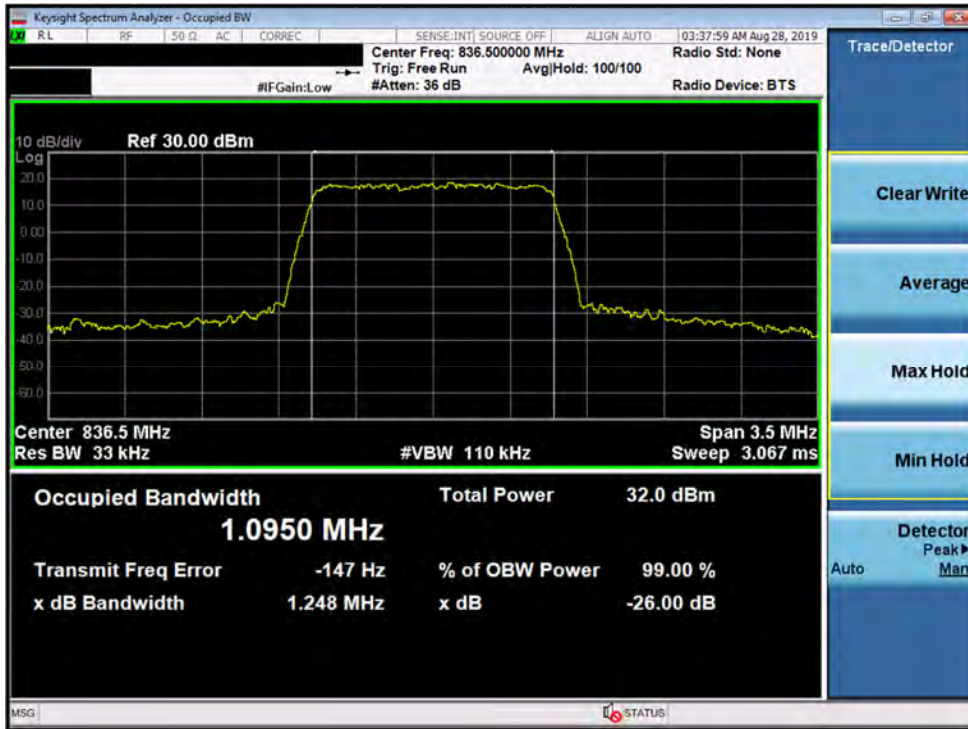 Keysight Spectrum Analyzer - Occupied BW
LXI RL RF 50 Ω AC CORREC SENSE:INT SOURCE OFF ALIGN AUTO 03:37:59 AM Aug 28, 2019
Center Freq: 836.500000 MHz Radio Std: None
Trig: Free Run Avg|Hold: 100/100
#IFGain:Low #Atten: 36 dB Radio Device: BTS
10 dB/div Ref 30.00 dBm
Log
20.0
10.0
0.00
-10.0
-20.0
-30.0
-40.0
-50.0
-60.0
Center 836.5 MHz Span 3.5 MHz
Res BW 33 kHz #VBW 110 kHz Sweep 3.067 ms
Occupied Bandwidth Total Power 32.0 dBm
1.0950 MHz
Transmit Freq Error -147 Hz % of OBW Power 99.00 %
x dB Bandwidth 1.248 MHz x dB -26.00 dB
MSG STATUS
Trace/Detector
Clear Write
Average
Max Hold
Min Hold
Detector
Peak▶
Auto Man